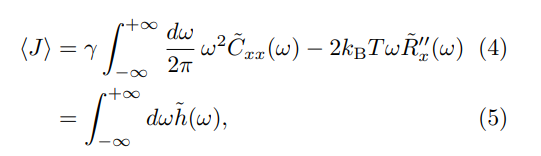 ⟨J⟩ = γ ∫_{−∞}^{+∞} dω/2π ω² C̃_{xx}(ω) − 2k_B T ω R̃″_x(ω) (4)
= ∫_{−∞}^{+∞} dω h̃(ω), (5)